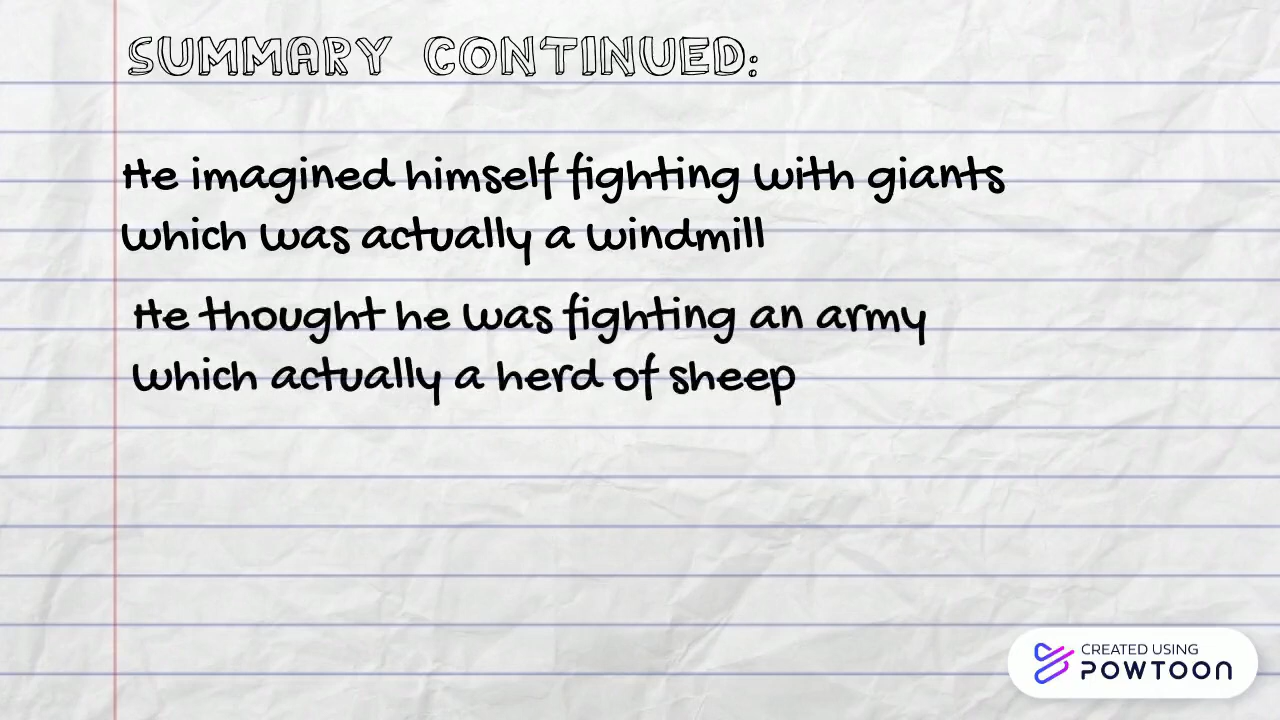 SUMMARY CONTINUED:
He imagined himself fighting with giants
which was actually a windmill
He thought he was fighting an army
which actually a herd of sheep
CREATED USING
POWTOON